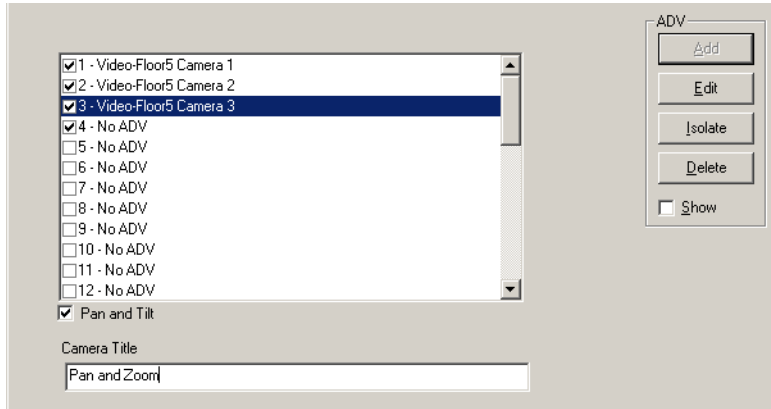 ADV
Add
1 - Video-Floor5 Camera 1
2 - Video-Floor5 Camera 2
Edit
3 - Video-Floor5 Camera 3
4 - No ADV
Isolate
5 - No ADV
6 - No ADV
Delete
7 - No ADV
8 - No ADV
Show
9 - No ADV
10 - No ADV
11 - No ADV
12 - No ADV
Pan and Tilt
Camera Title
Pan and Zoom